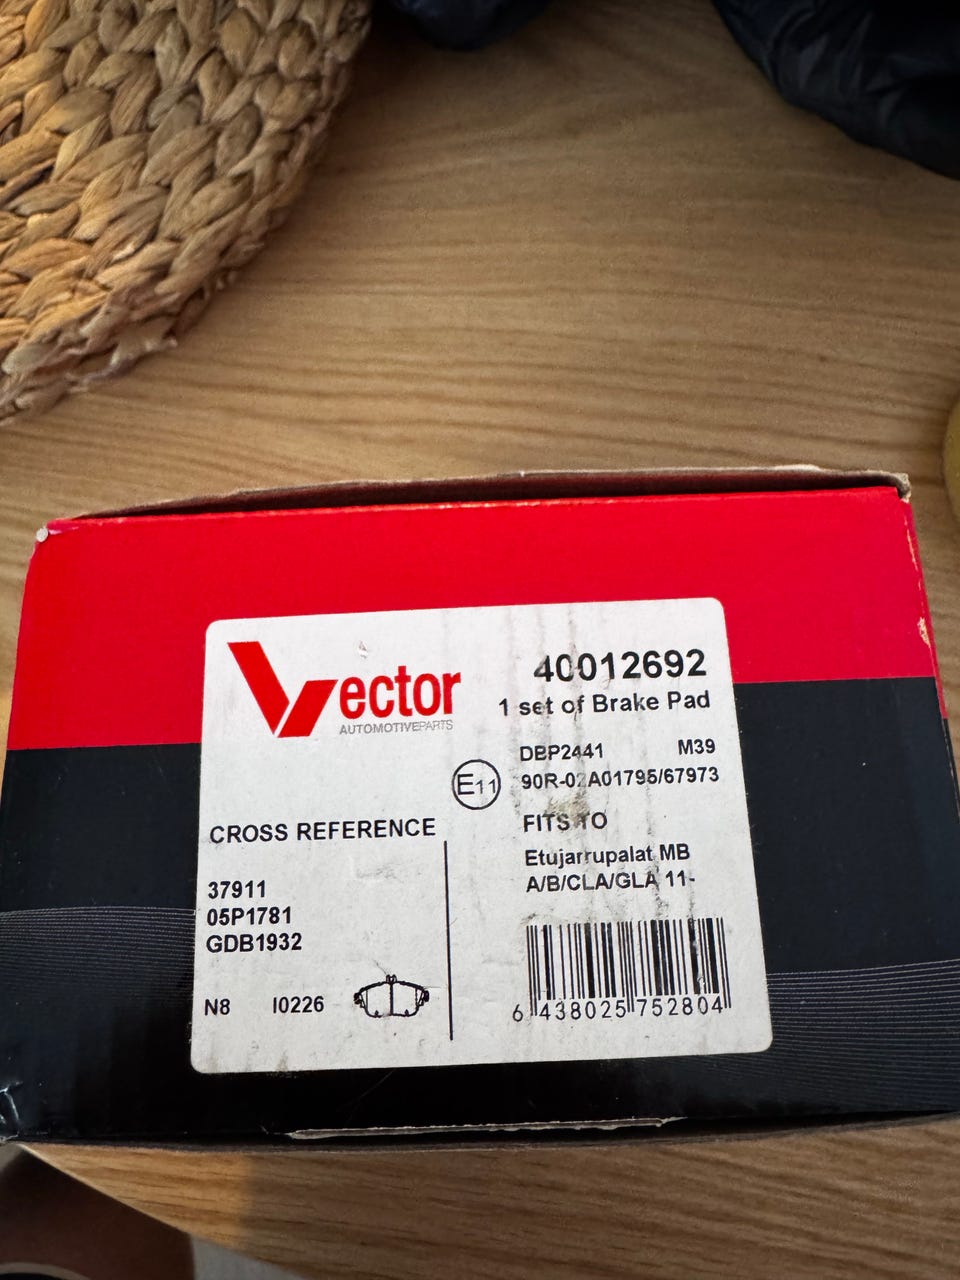 Vector
AUTOMOTIVEPARTS
40012692
1 set of Brake Pad
DBP2441 M39
E11
90R-02A01795/67973
CROSS REFERENCE
37911
05P1781
GDB1932
N8 I0226
FITS TO
Etujarrupalat MB
A/B/CLA/GLA 11-
6 438025 752804